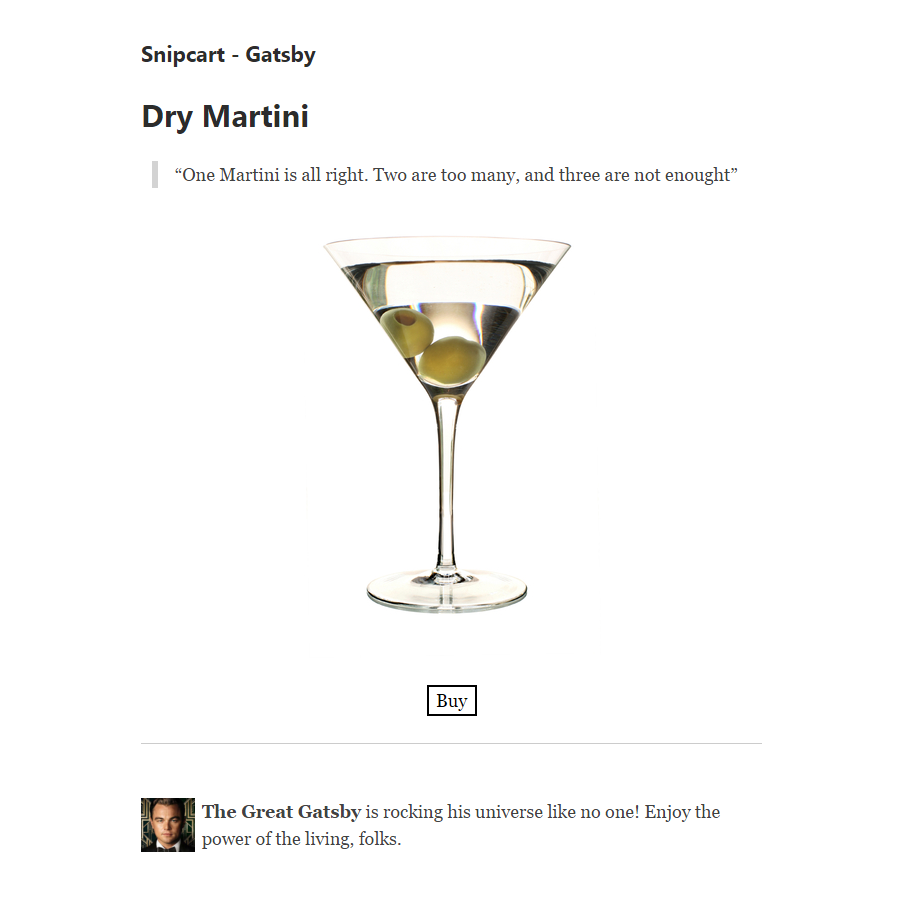 Snipcart - Gatsby
Dry Martini
“One Martini is all right. Two are too many, and three are not enought”
Buy
The Great Gatsby is rocking his universe like no one! Enjoy the
power of the living, folks.